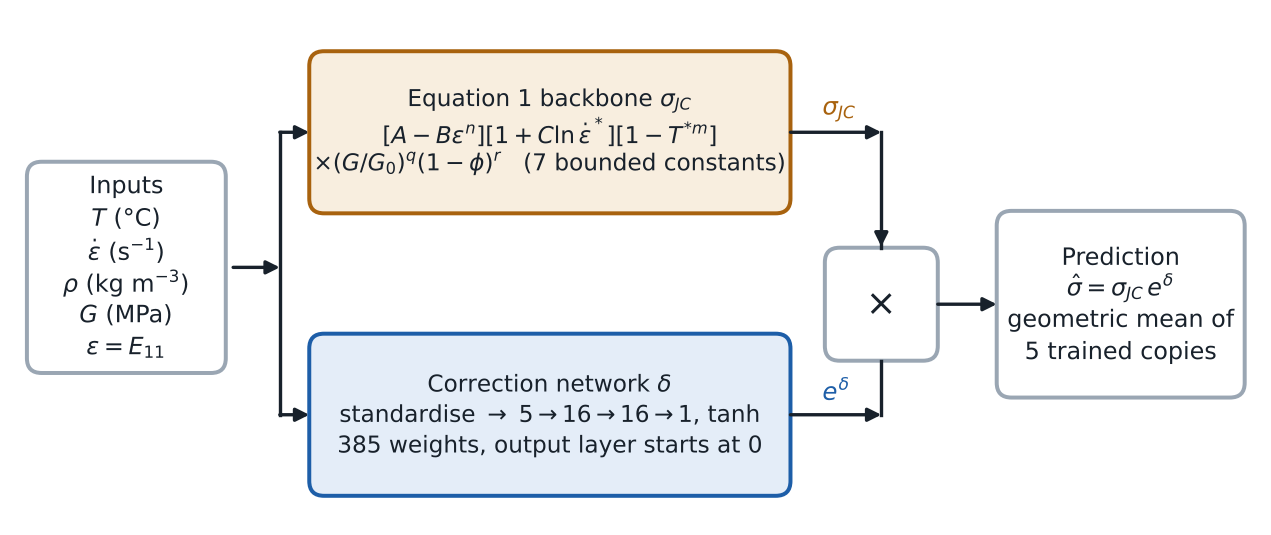 Inputs
T (°C)
ε̇ (s⁻¹)
ρ (kg m⁻³)
G (MPa)
ε = E₁₁
Equation 1 backbone σ_JC
[A − Bεⁿ][1 + C ln ε̇*][1 − T*ᵐ]
×(G/G₀)^q(1 − ϕ)^r (7 bounded constants)
Correction network δ
standardise → 5 → 16 → 16 → 1, tanh
385 weights, output layer starts at 0
σ_JC
e^δ
×
Prediction
σ̂ = σ_JC e^δ
geometric mean of
5 trained copies